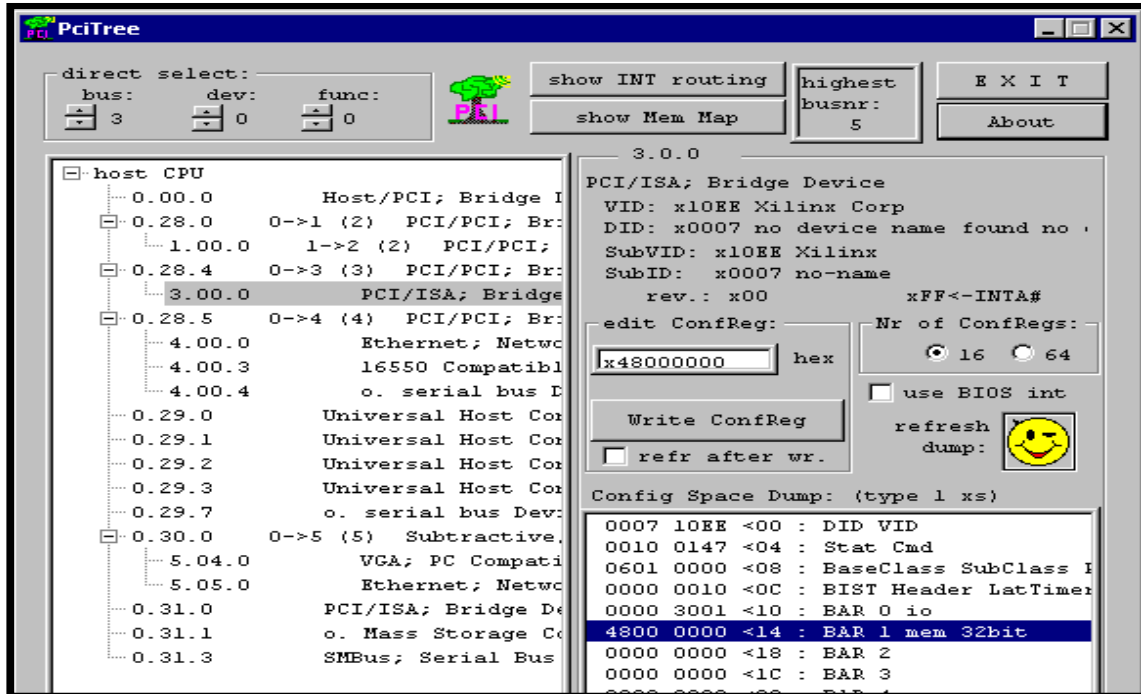 PciTree
direct select:
bus: dev: func:
3 0 0
PCI
show INT routing
show Mem Map
highest
busnr:
5
E X I T
About
host CPU
0.00.0 Host/PCI; Bridge
0.28.0 0->1 (2) PCI/PCI;
1.00.0 1->2 (2) PCI/PCI;
0.28.4 0->3 (3) PCI/PCI;
3.00.0 PCI/ISA; Bridge
0.28.5 0->4 (4) PCI/PCI;
4.00.0 Ethernet; Netwo
4.00.3 16550 Compatibl
4.00.4 o. serial bus
0.29.0 Universal Host
0.29.1 Universal Host
0.29.2 Universal Host
0.29.3 Universal Host
0.29.7 o. serial bus
0.30.0 0->5 (5) Subtractive,
5.04.0 VGA; PC Compati
5.05.0 Ethernet; Netwo
0.31.0 PCI/ISA; Bridge
0.31.1 o. Mass Storage
0.31.3 SMBus; Serial Bus
3.0.0
PCI/ISA; Bridge Device
VID: x10EE Xilinx Corp
DID: x0007 no device name found no
SubVID: x10EE Xilinx
SubID: x0007 no-name
rev.: x00 xFF<-INTA#
edit ConfReg:
x48000000 hex
Write ConfReg
refr after wr.
Nr of ConfRegs:
16 64
use BIOS int
refresh
dump:
Config Space Dump: (type 1 xs)
0007 10EE <00 : DID VID
0010 0147 <04 : Stat Cmd
0601 0000 <08 : BaseClass SubClass
0000 0010 <0C : BIST Header LatTimer
0000 3001 <10 : BAR 0 io
4800 0000 <14 : BAR 1 mem 32bit
0000 0000 <18 : BAR 2
0000 0000 <1C : BAR 3